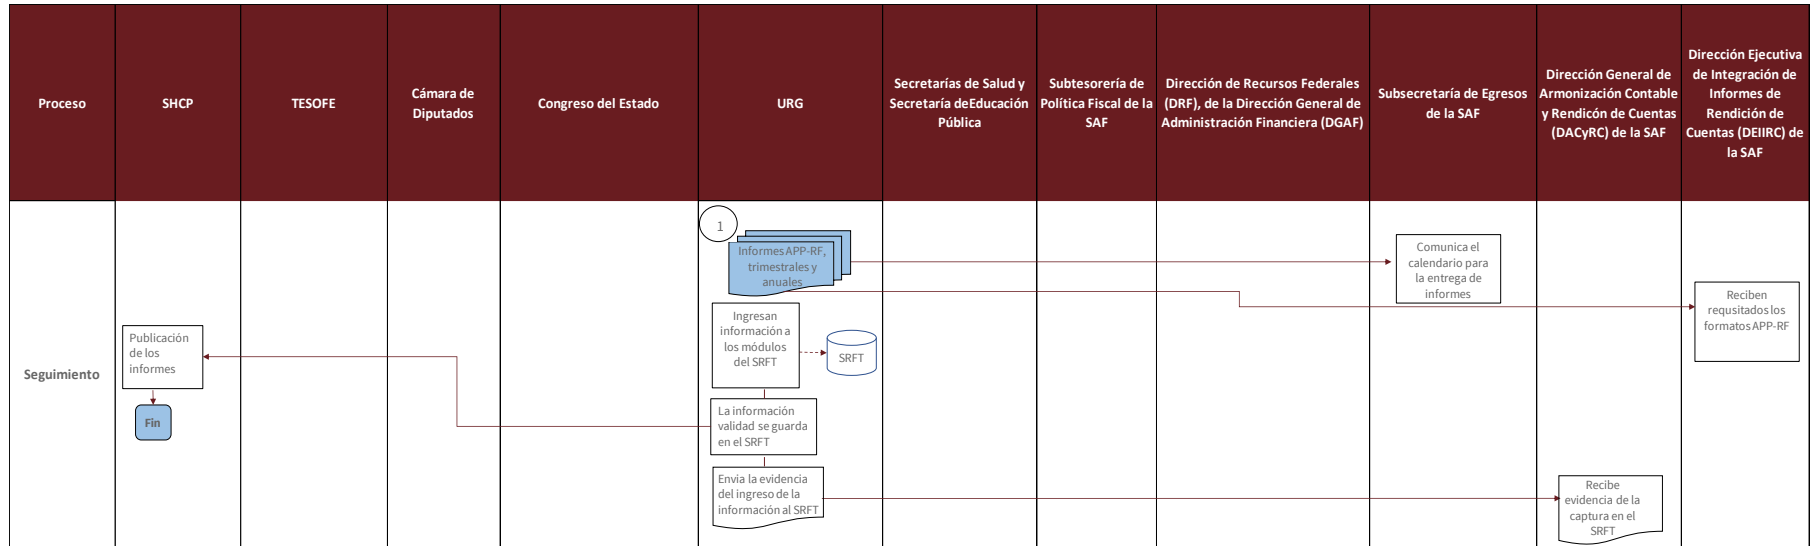 Proceso
SHCP
TESOFE
Cámara de
Diputados
Congreso del Estado
URG
Secretarías de Salud y
Secretaría deEducación
Pública
Subtesorería de
Política Fiscal de la
SAF
Dirección de Recursos Federales
(DRF), de la Dirección General de
Administración Financiera (DGAF)
Subsecretaría de Egresos
de la SAF
Dirección General de
Armonización Contable
y Rendicón de Cuentas
(DACyRC) de la SAF
Dirección Ejecutiva
de Integración de
Informes de
Rendición de
Cuentas (DEIIRC) de
la SAF
Seguimiento
1
Informes APP-RF,
trimestrales y
anuales
Comunica el
calendario para
la entrega de
informes
Reciben
requsitados los
formatos APP-RF
Ingresan
información a
los módulos
del SRFT
SRFT
Publicación
de los
informes
Fin
La información
validad se guarda
en el SRFT
Envia la evidencia
del ingreso de la
información al SRFT
Recibe
evidencia de la
captura en el
SRFT